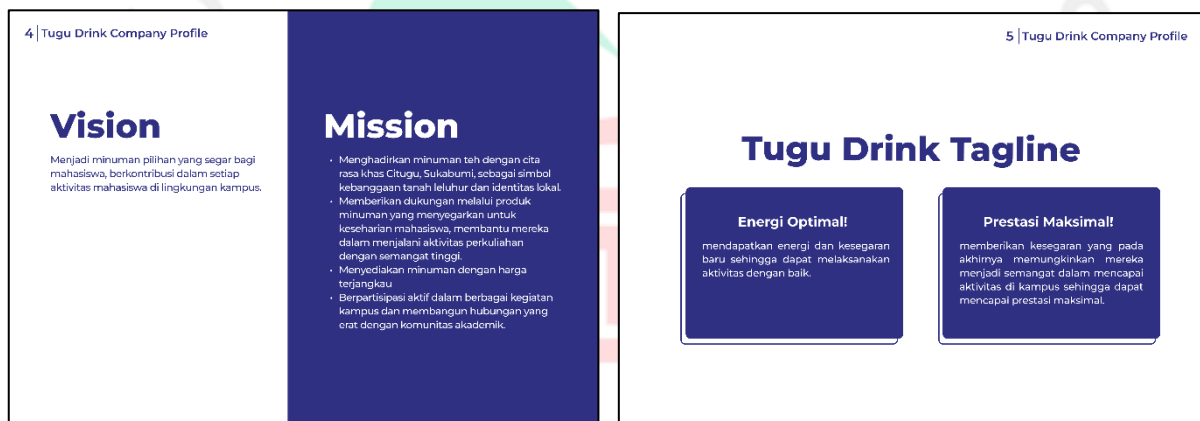 4 | Tugu Drink Company Profile
Vision
Menjadi minuman pilihan yang segar bagi
mahasiswa, berkontribusi dalam setiap
aktivitas mahasiswa di lingkungan kampus.
Mission
• Menghadirkan minuman teh dengan cita
rasa khas Citugu, Sukabumi, sebagai simbol
kebanggaan tanah leluhur dan identitas lokal.
• Memberikan dukungan melalui produk
minuman yang menyegarkan untuk
keseharian mahasiswa, membantu mereka
dalam menjalani aktivitas perkuliahan
dengan semangat tinggi.
• Menyediakan minuman dengan harga
terjangkau
• Berpartisipasi aktif dalam berbagai kegiatan
kampus dan membangun hubungan yang
erat dengan komunitas akademik.
5 | Tugu Drink Company Profile
Tugu Drink Tagline
Energi Optimal!
mendapatkan energi dan kesegaran
baru sehingga dapat melaksanakan
aktivitas dengan baik.
Prestasi Maksimal!
memberikan kesegaran yang pada
akhirnya memungkinkan mereka
menjadi semangat dalam mencapai
aktivitas di kampus sehingga dapat
mencapai prestasi maksimal.